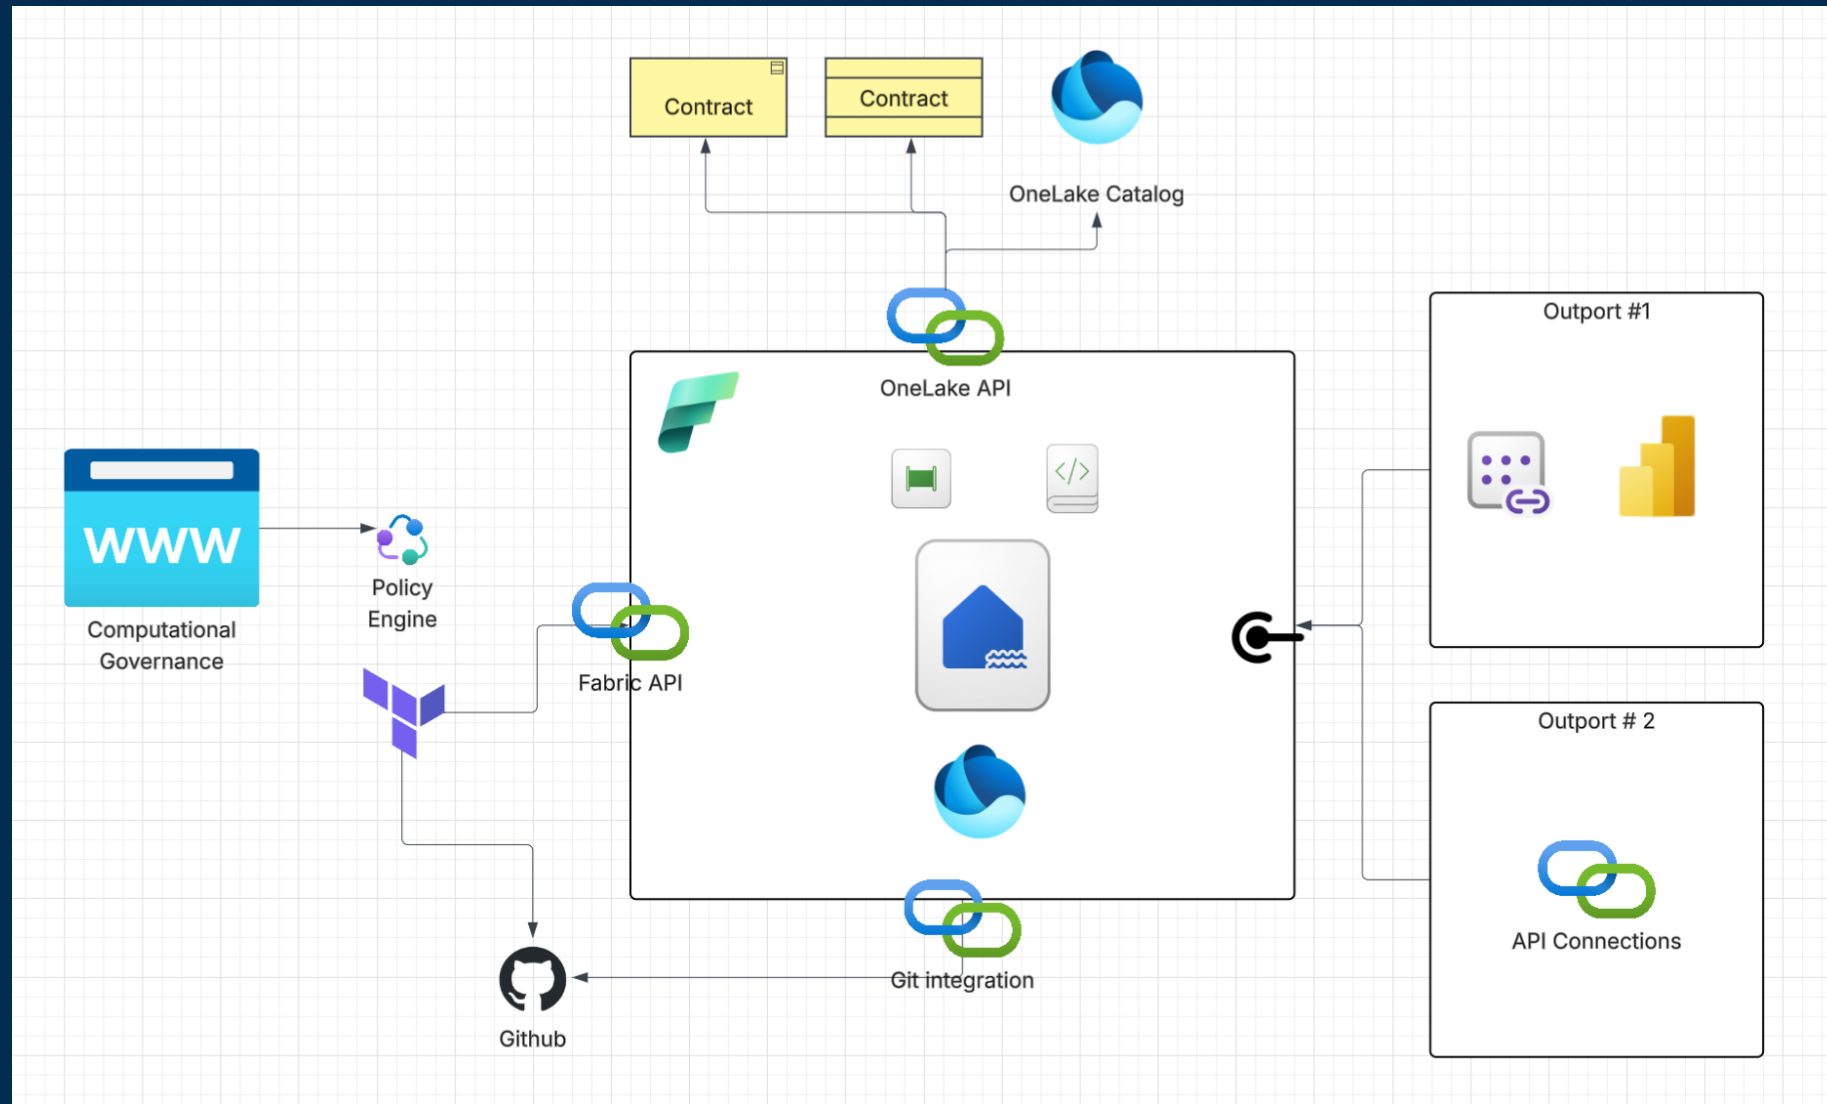 Contract
Contract
OneLake Catalog
OneLake API
Outport #1
WWW
Computational
Governance
Policy
Engine
</>
Fabric API
Outport # 2
API Connections
Git integration
Github